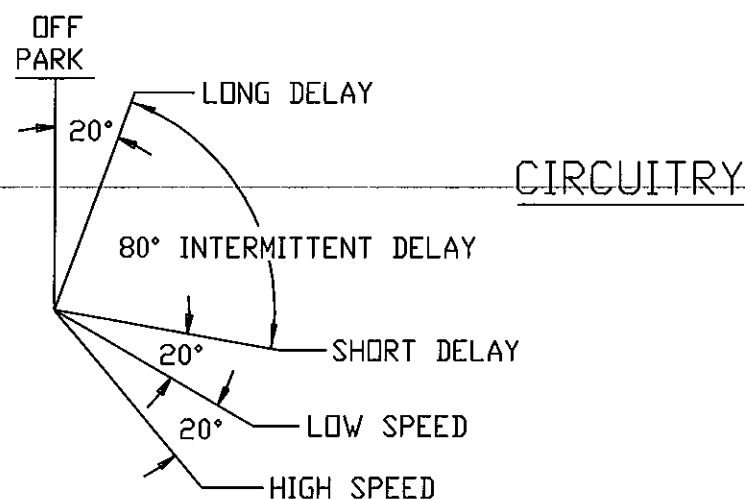 OFF
PARK
LONG DELAY
20°
CIRCUITRY
80° INTERMITTENT DELAY
SHORT DELAY
20°
LOW SPEED
20°
HIGH SPEED